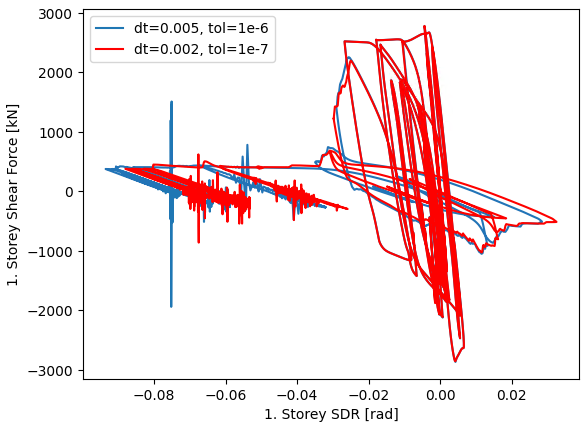 dt=0.005, tol=1e-6
dt=0.002, tol=1e-7
3000
2000
1000
0
−1000
−2000
−3000
1. Storey Shear Force [kN]
−0.08 −0.06 −0.04 −0.02 0.00 0.02
1. Storey SDR [rad]